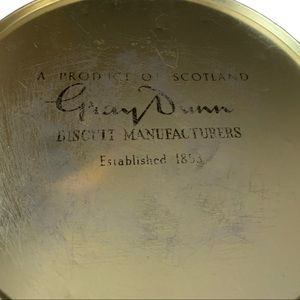 A PRODUCT OF SCOTLAND
Gray Dunn
BISCUIT MANUFACTURERS
Established 1853